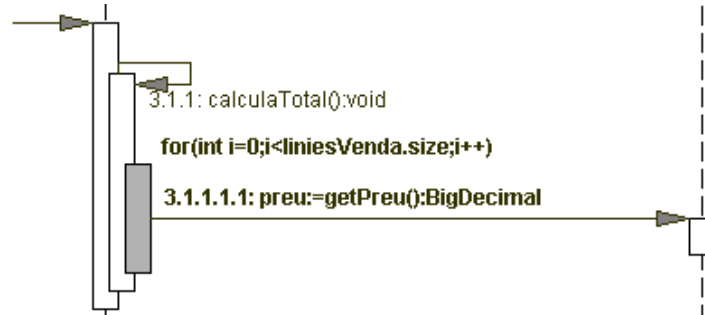 3.1.1: calculaTotal():void
for(int i=0;i<liniesVenda.size;i++)
3.1.1.1.1: preu:=getPreu():BigDecimal